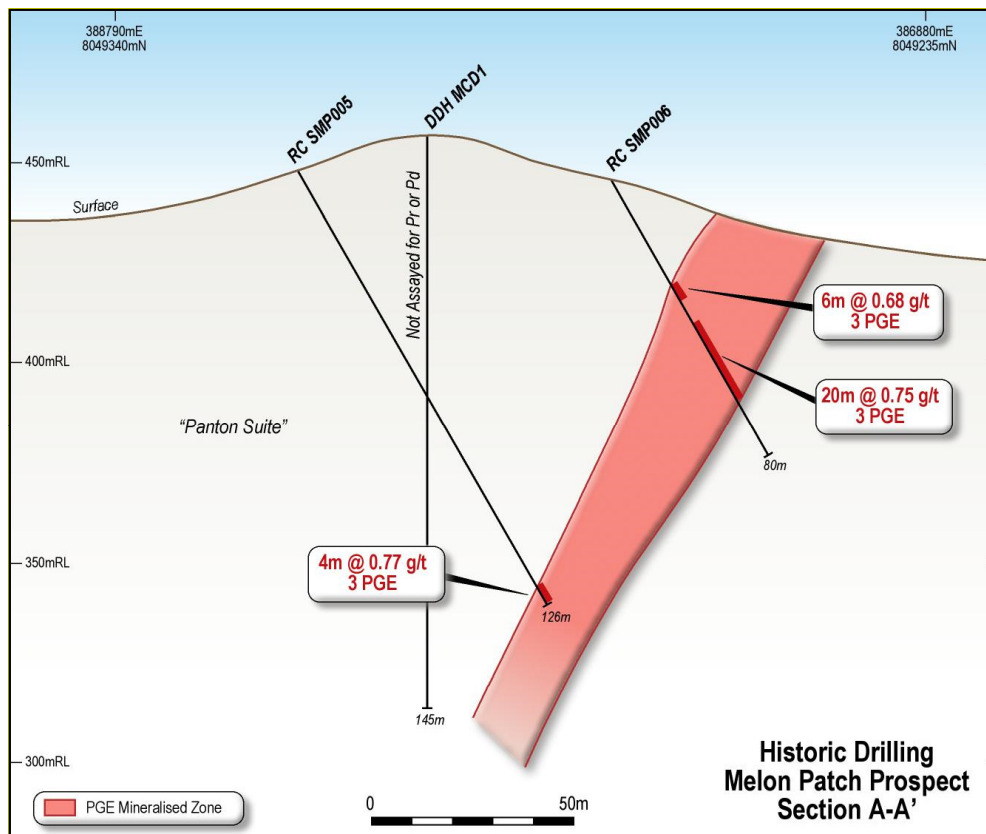 388790mE
8049340mN
386880mE
8049235mN
RC SMP005
DDH MCD1
RC SMP006
450mRL
Surface
Not Assayed for Pr or Pd
6m @ 0.68 g/t
3 PGE
400mRL
20m @ 0.75 g/t
3 PGE
"Panton Suite"
80m
350mRL
4m @ 0.77 g/t
3 PGE
126m
145m
300mRL
Historic Drilling
Melon Patch Prospect
Section A-A'
PGE Mineralised Zone
0
50m